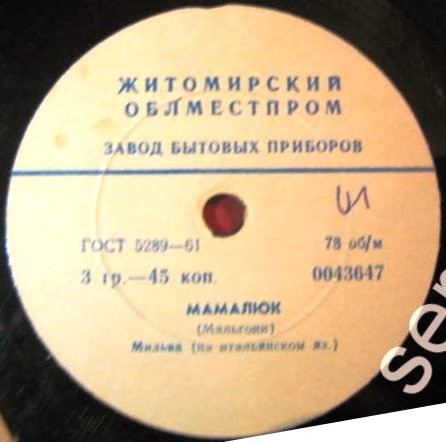 ЖИТОМИРСКИЙ
ОБЛМЕСТПРОМ
ЗАВОД БЫТОВЫХ ПРИБОРОВ
ГОСТ 5289—61 78 об/м
3 гр.—45 коп. 0043647
МАМАЛЮК
(Мальгони)
Мильва (на итальянском яз.)
ser